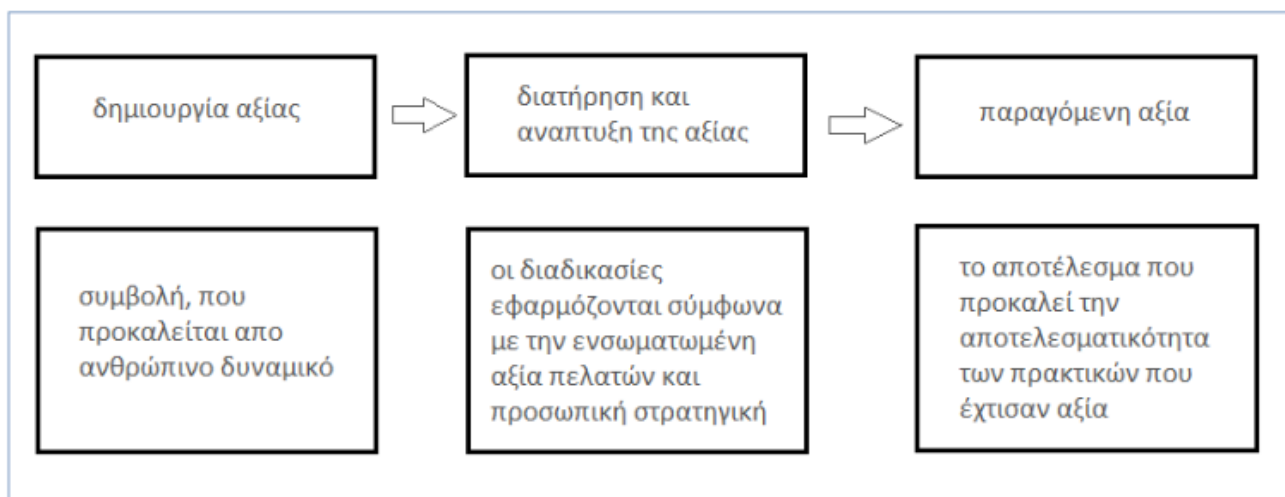 δημιουργία αξίας
διατήρηση και
αναπτυξη της αξίας
παραγόμενη αξία
συμβολή, που
προκαλείται απο
ανθρώπινο δυναμικό
οι διαδικασίες
εφαρμόζονται σύμφωνα
με την ενσωματωμένη
αξία πελατών και
προσωπική στρατηγική
το αποτέλεσμα που
προκαλεί την
αποτελεσματικότητα
των πρακτικών που
έχτισαν αξία